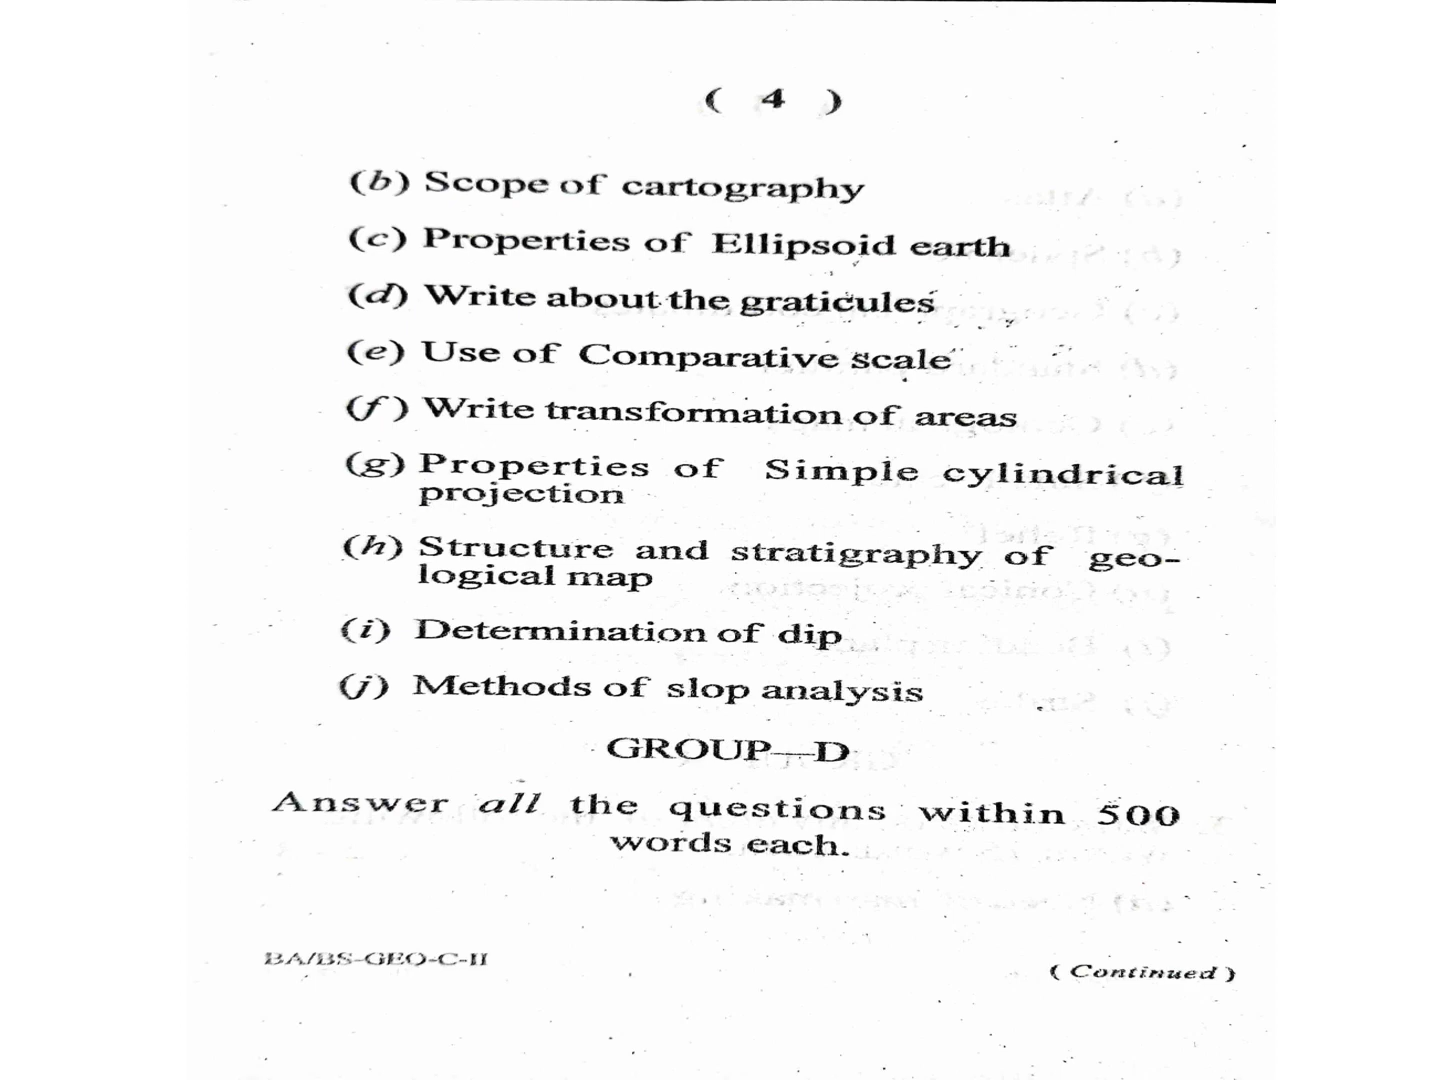 ( 4 )
(b) Scope of cartography
(c) Properties of Ellipsoid earth
(d) Write about the graticules
(e) Use of Comparative scale
(f) Write transformation of areas
(g) Properties of Simple cylindrical
projection
(h) Structure and stratigraphy of geo-
logical map
(i) Determination of dip
(j) Methods of slop analysis
GROUP—D
Answer all the questions within 500
words each.
BA/BS-GEO-C-II
( Continued )